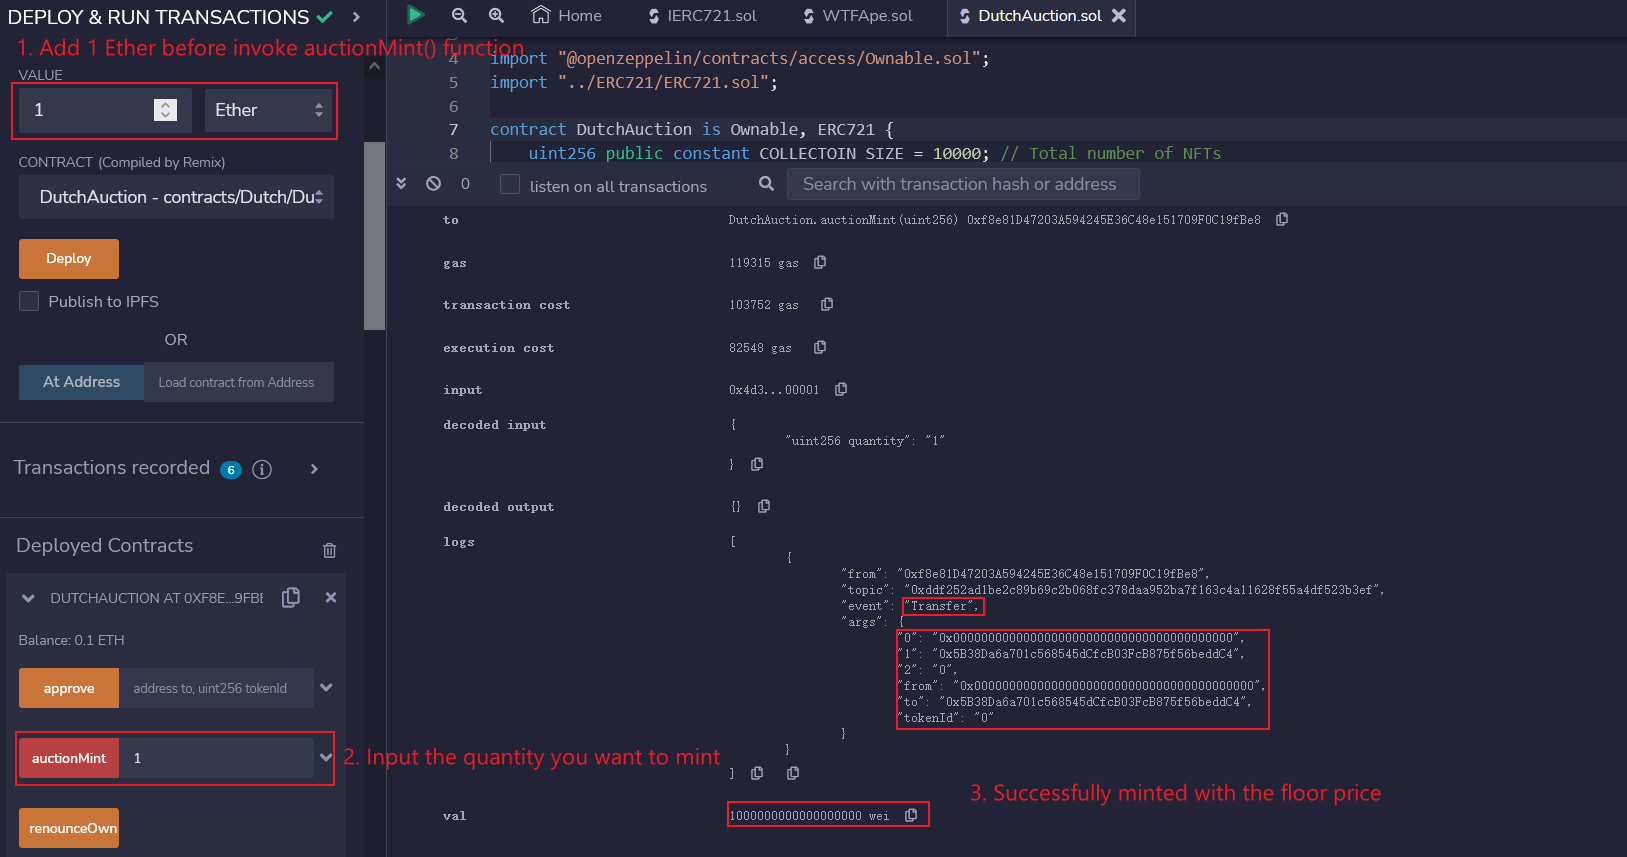 DEPLOY & RUN TRANSACTIONS
1. Add 1 Ether before invoke auctionMint() function
VALUE
1
Ether
CONTRACT (Compiled by Remix)
DutchAuction - contracts/Dutch/Du
Deploy
Publish to IPFS
OR
At Address
Load contract from Address
Transactions recorded 6
Deployed Contracts
DUTCHAUCTION AT 0XF8E...9FBE
Balance: 0.1 ETH
approve
address to, uint256 tokenId
auctionMint
1
2. Input the quantity you want to mint
renounceOwn
Home
IERC721.sol
WTFApe.sol
DutchAuction.sol
4 import "@openzeppelin/contracts/access/Ownable.sol";
5 import "../ERC721/ERC721.sol";
6
7 contract DutchAuction is Ownable, ERC721 {
8 uint256 public constant COLLECTOIN_SIZE = 10000; // Total number of NFTs
0
listen on all transactions
Search with transaction hash or address
to DutchAuction.auctionMint(uint256) 0xf8e81D47203A594245E36C48e151709F0C19fBe8
gas 119315 gas
transaction cost 103752 gas
execution cost 82548 gas
input 0x4d3...00001
decoded input {
"uint256 quantity": "1"
}
decoded output {}
logs [
{
"from": "0xf8e81D47203A594245E36C48e151709F0C19fBe8",
"topic": "0xddf252ad1be2c89b69c2b068fc378daa952ba7f163c4a11628f55a4df523b3ef",
"event": "Transfer",
"args": {
"0": "0x0000000000000000000000000000000000000000",
"1": "0x5B38Da6a701c568545dCfcB03FcB875f56beddC4",
"2": "0",
"from": "0x0000000000000000000000000000000000000000",
"to": "0x5B38Da6a701c568545dCfcB03FcB875f56beddC4",
"tokenId": "0"
}
}
]
3. Successfully minted with the floor price
val 1000000000000000000 wei